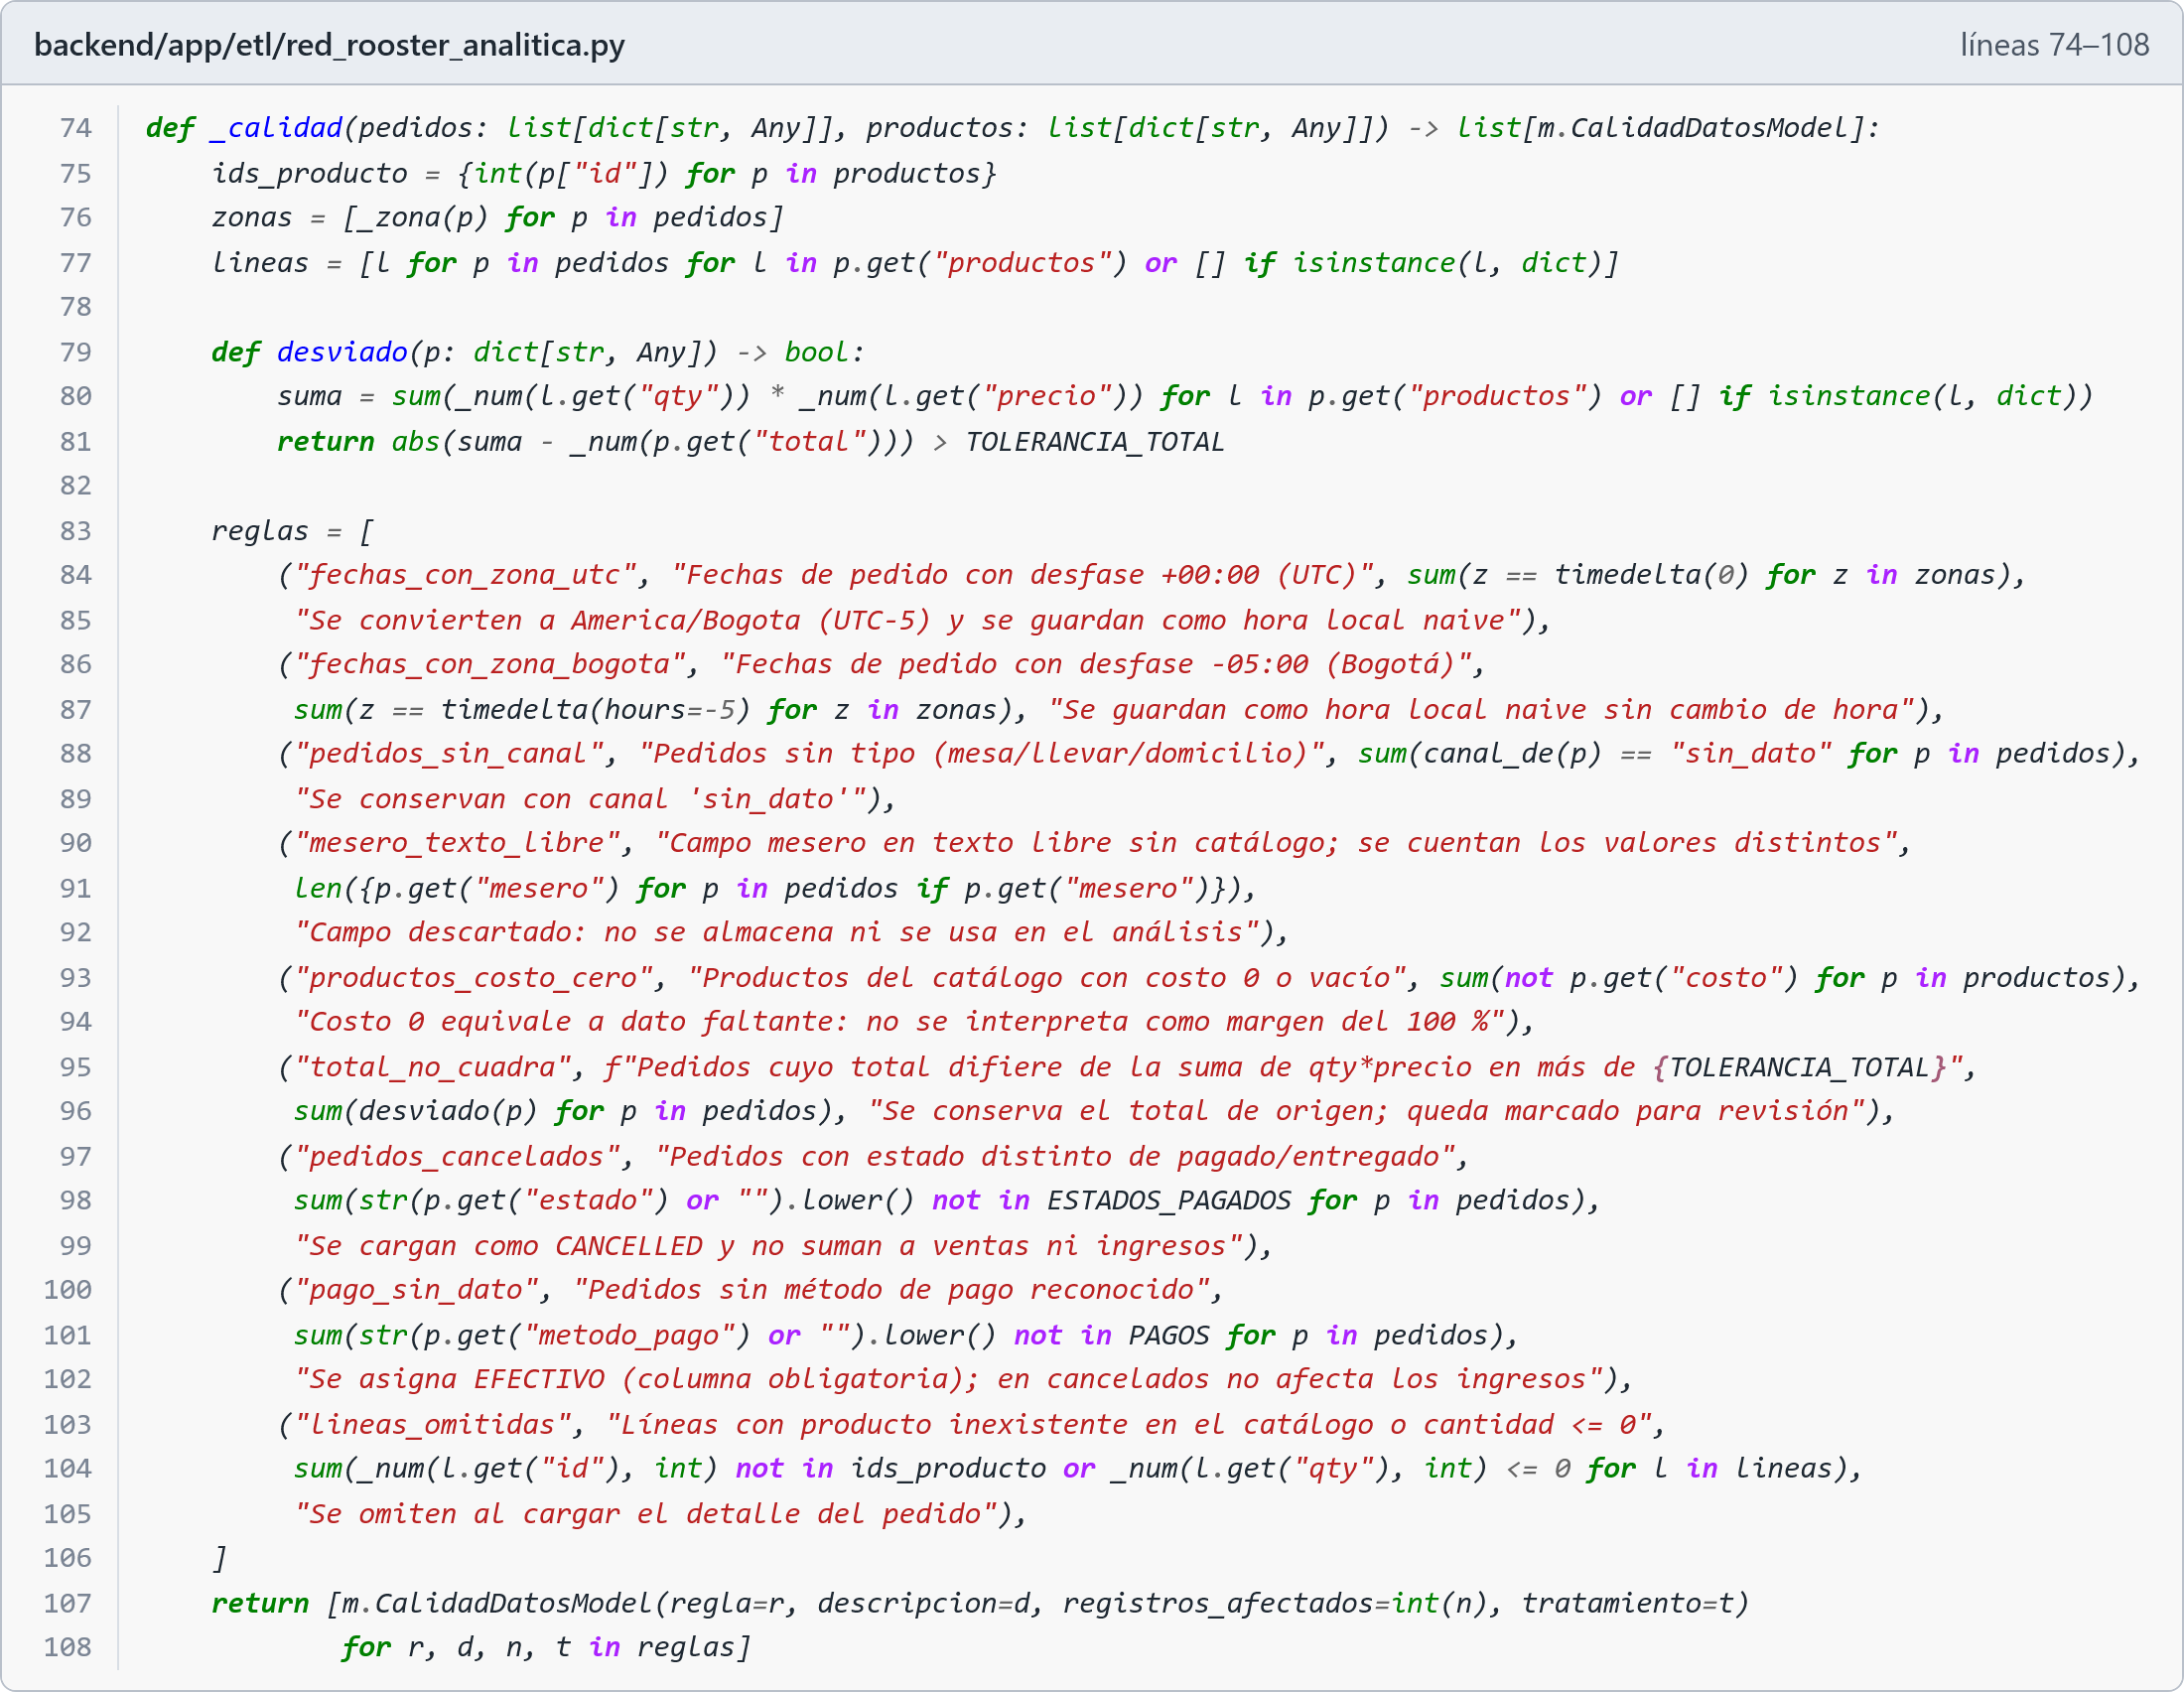 backend/app/etl/red_rooster_analitica.py
líneas 74–108
74 def _calidad(pedidos: list[dict[str, Any]], productos: list[dict[str, Any]]) -> list[m.CalidadDatosModel]:
75     ids_producto = {int(p["id"]) for p in productos}
76     zonas = [_zona(p) for p in pedidos]
77     lineas = [l for p in pedidos for l in p.get("productos") or [] if isinstance(l, dict)]
78
79     def desviado(p: dict[str, Any]) -> bool:
80         suma = sum(_num(l.get("qty")) * _num(l.get("precio")) for l in p.get("productos") or [] if isinstance(l, dict))
81         return abs(suma - _num(p.get("total"))) > TOLERANCIA_TOTAL
82
83     reglas = [
84         ("fechas_con_zona_utc", "Fechas de pedido con desfase +00:00 (UTC)", sum(z == timedelta(0) for z in zonas),
85          "Se convierten a America/Bogota (UTC-5) y se guardan como hora local naive"),
86         ("fechas_con_zona_bogota", "Fechas de pedido con desfase -05:00 (Bogotá)",
87          sum(z == timedelta(hours=-5) for z in zonas), "Se guardan como hora local naive sin cambio de hora"),
88         ("pedidos_sin_canal", "Pedidos sin tipo (mesa/llevar/domicilio)", sum(canal_de(p) == "sin_dato" for p in pedidos),
89          "Se conservan con canal 'sin_dato'"),
90         ("mesero_texto_libre", "Campo mesero en texto libre sin catálogo; se cuentan los valores distintos",
91          len({p.get("mesero") for p in pedidos if p.get("mesero")}),
92          "Campo descartado: no se almacena ni se usa en el análisis"),
93         ("productos_costo_cero", "Productos del catálogo con costo 0 o vacío", sum(not p.get("costo") for p in productos),
94          "Costo 0 equivale a dato faltante: no se interpreta como margen del 100 %"),
95         ("total_no_cuadra", f"Pedidos cuyo total difiere de la suma de qty*precio en más de {TOLERANCIA_TOTAL}",
96          sum(desviado(p) for p in pedidos), "Se conserva el total de origen; queda marcado para revisión"),
97         ("pedidos_cancelados", "Pedidos con estado distinto de pagado/entregado",
98          sum(str(p.get("estado") or "").lower() not in ESTADOS_PAGADOS for p in pedidos),
99          "Se cargan como CANCELLED y no suman a ventas ni ingresos"),
100         ("pago_sin_dato", "Pedidos sin método de pago reconocido",
101          sum(str(p.get("metodo_pago") or "").lower() not in PAGOS for p in pedidos),
102          "Se asigna EFECTIVO (columna obligatoria); en cancelados no afecta los ingresos"),
103         ("lineas_omitidas", "Líneas con producto inexistente en el catálogo o cantidad <= 0",
104          sum(_num(l.get("id"), int) not in ids_producto or _num(l.get("qty"), int) <= 0 for l in lineas),
105          "Se omiten al cargar el detalle del pedido"),
106     ]
107     return [m.CalidadDatosModel(regla=r, descripcion=d, registros_afectados=int(n), tratamiento=t)
108             for r, d, n, t in reglas]